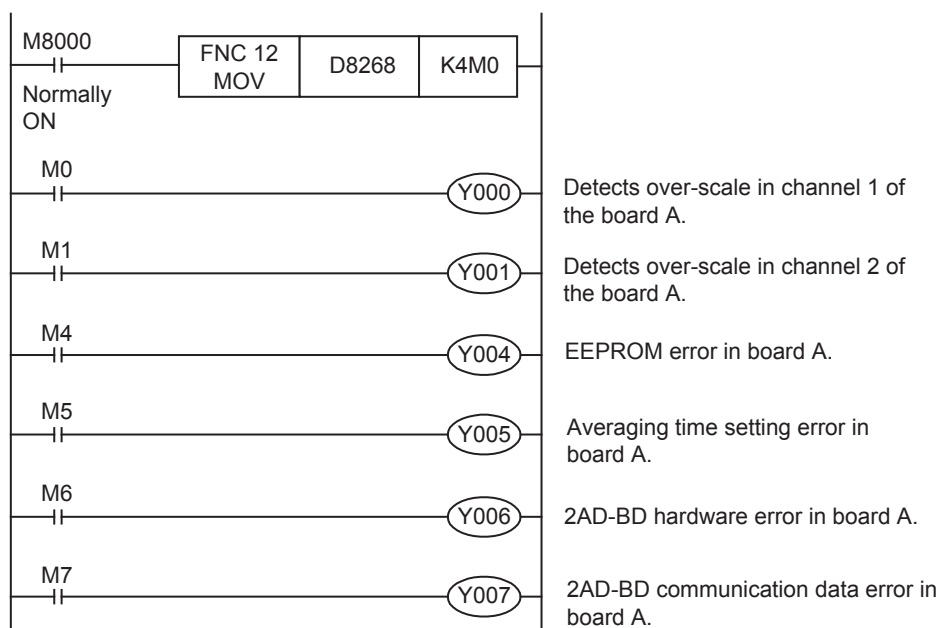 M8000
FNC 12
MOV
D8268
K4M0
Normally
ON
M0
Y000
Detects over-scale in channel 1 of
the board A.
M1
Y001
Detects over-scale in channel 2 of
the board A.
M4
Y004
EEPROM error in board A.
M5
Y005
Averaging time setting error in
board A.
M6
Y006
2AD-BD hardware error in board A.
M7
Y007
2AD-BD communication data error in
board A.